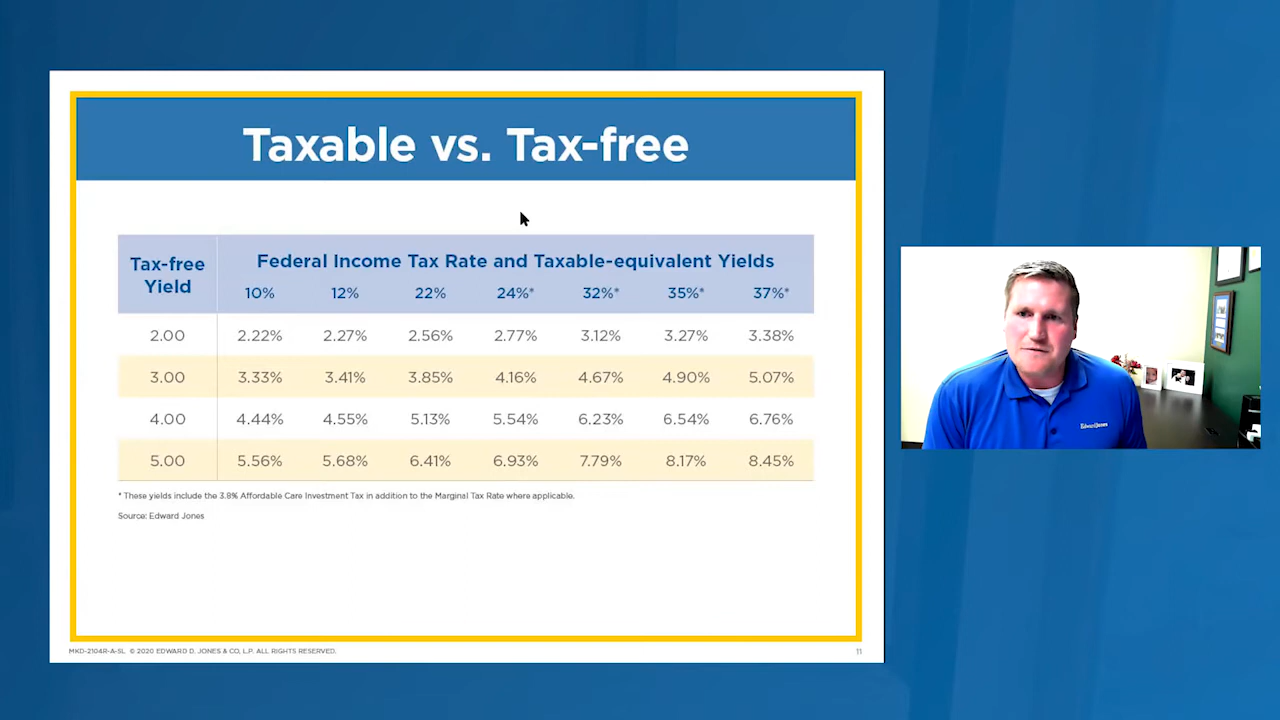 Taxable vs. Tax-free
Tax-free Yield
Federal Income Tax Rate and Taxable-equivalent Yields
10% 12% 22% 24%* 32%* 35%* 37%*
2.00 2.22% 2.27% 2.56% 2.77% 3.12% 3.27% 3.38%
3.00 3.33% 3.41% 3.85% 4.16% 4.67% 4.90% 5.07%
4.00 4.44% 4.55% 5.13% 5.54% 6.23% 6.54% 6.76%
5.00 5.56% 5.68% 6.41% 6.93% 7.79% 8.17% 8.45%
* These yields include the 3.8% Affordable Care Investment Tax in addition to the Marginal Tax Rate where applicable.
Source: Edward Jones
MKD-2104R-A-SL © 2020 EDWARD D. JONES & CO, L.P. ALL RIGHTS RESERVED.
11
Edward Jones